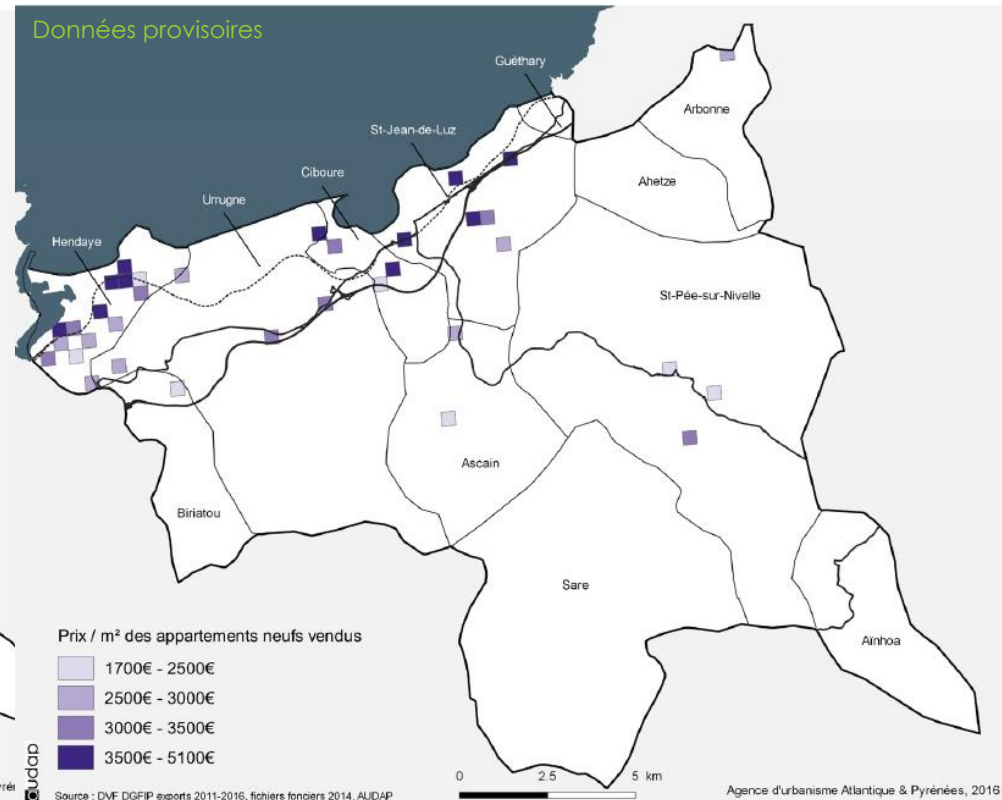 Données provisoires
Guéthary
Arbonne
St-Jean-de-Luz
Ahetze
Ciboure
Urrugne
Hendaye
St-Pée-sur-Nivelle
Ascain
Biriatou
Sare
Aïnhoa
Prix / m² des appartements neufs vendus
1700€ - 2500€
2500€ - 3000€
3000€ - 3500€
3500€ - 5100€
audap
0 2.5 5 km
Source : DVF DGFIP exports 2011-2016, fichiers fonciers 2014, AUDAP
Agence d'urbanisme Atlantique & Pyrénées, 2016